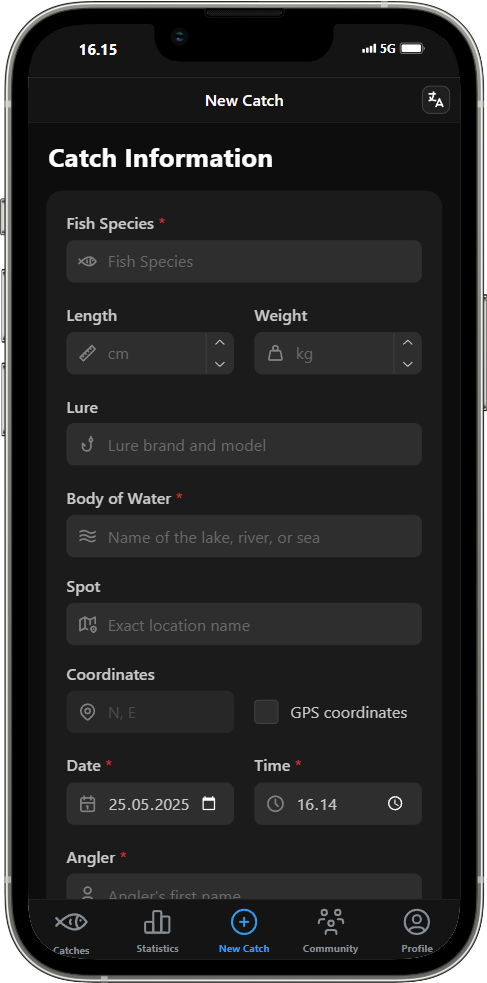 16.15 5G
New Catch
Catch Information
Fish Species *
Fish Species
Length Weight
cm kg
Lure
Lure brand and model
Body of Water *
Name of the lake, river, or sea
Spot
Exact location name
Coordinates
N, E GPS coordinates
Date * Time *
25.05.2025 16.14
Angler *
Angler's first name
Catches Statistics New Catch Community Profile